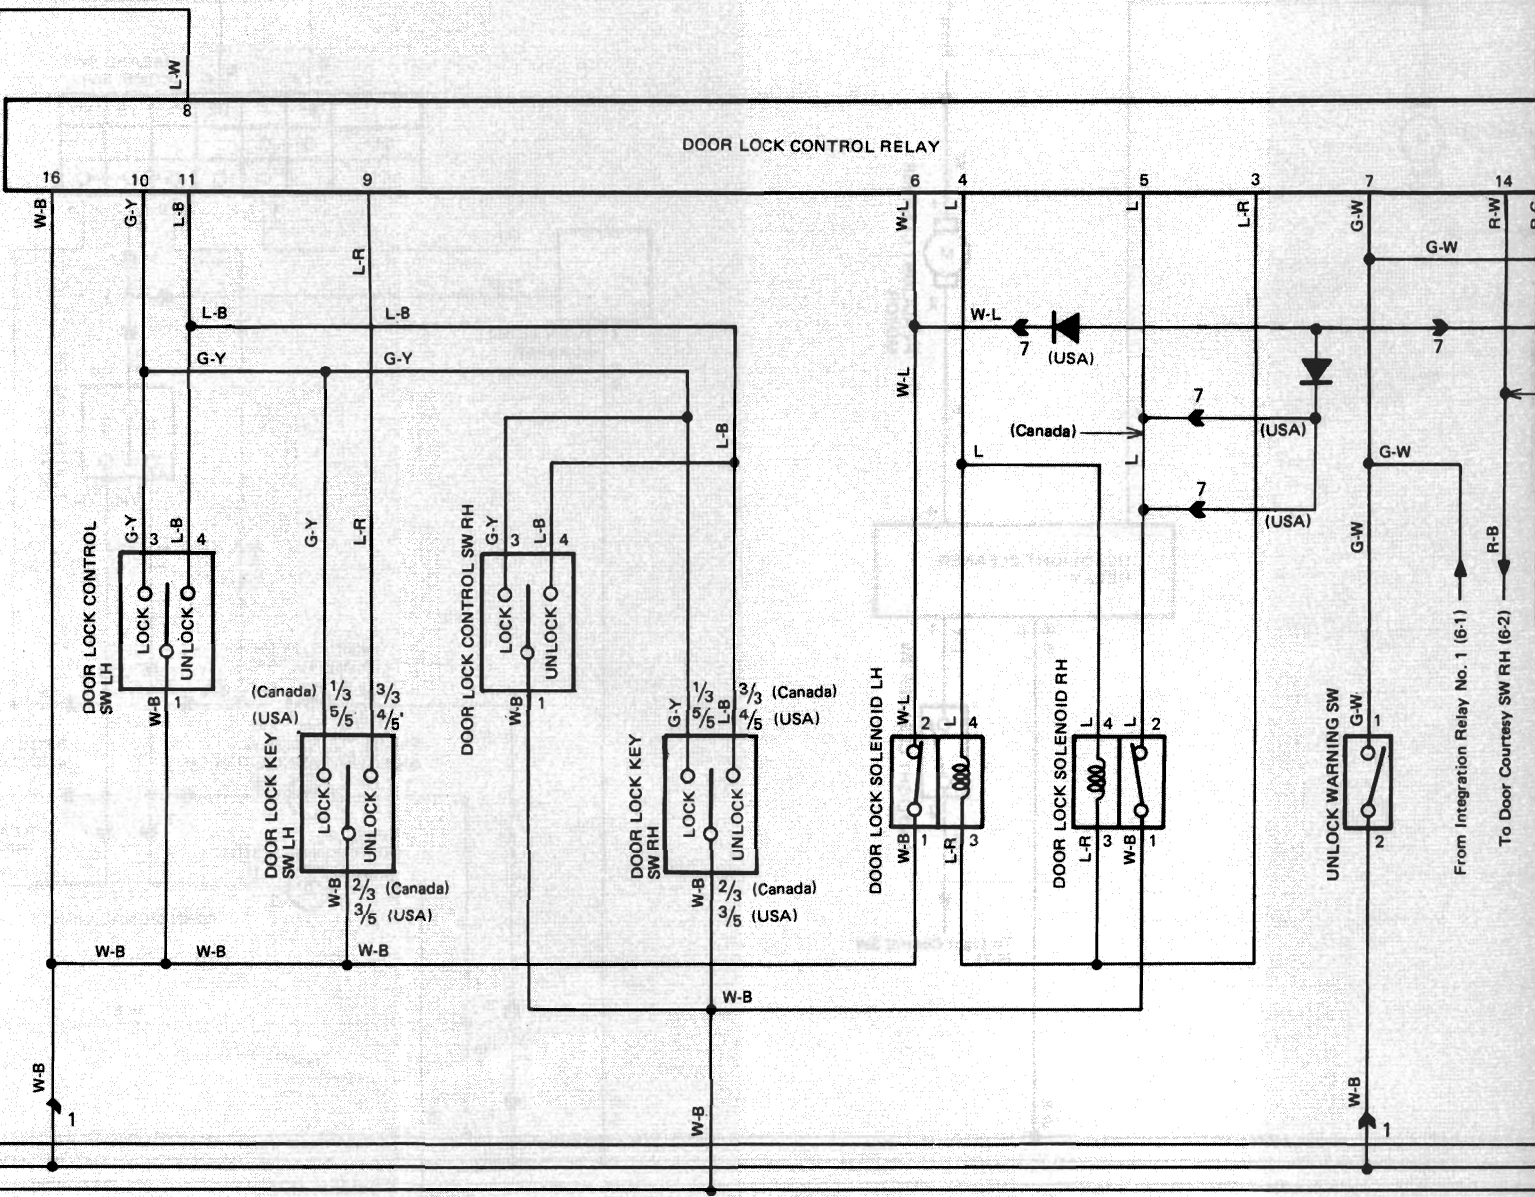 L-W
8
DOOR LOCK CONTROL RELAY
16 10 11 9 6 4 5 3 7 14
W-B G-Y L-B L-R W-L L L L-R G-W R-W
G-W
L-B L-B W-L
7 (USA) 7
G-Y G-Y W-L
7
(Canada) (USA)
L-B L L G-W
7
(USA)
G-Y 3 L-B 4 G-Y L-R G-Y 3 L-B 4 G-W R-B
DOOR LOCK CONTROL
SW LH
LOCK UNLOCK
W-B 1
DOOR LOCK CONTROL SW RH
LOCK UNLOCK
W-B 1
(Canada) 1/3 3/3
(USA) 5/5 4/5
DOOR LOCK KEY
SW LH
LOCK UNLOCK
W-B 2/3 (Canada)
3/5 (USA)
G-Y 1/3 3/3 (Canada)
5/5 L-B 4/5 (USA)
DOOR LOCK KEY
SW RH
LOCK UNLOCK
W-B 2/3 (Canada)
3/5 (USA)
DOOR LOCK SOLENOID LH
W-L 2 L 4
W-B 1 L-R 3
DOOR LOCK SOLENOID RH
L 4 L 2
L-R 3 W-B 1
UNLOCK WARNING SW
G-W 1
2
From Integration Relay No. 1 (6-1)
To Door Courtesy SW RH (6-2)
W-B W-B W-B
W-B
W-B 1 W-B W-B 1